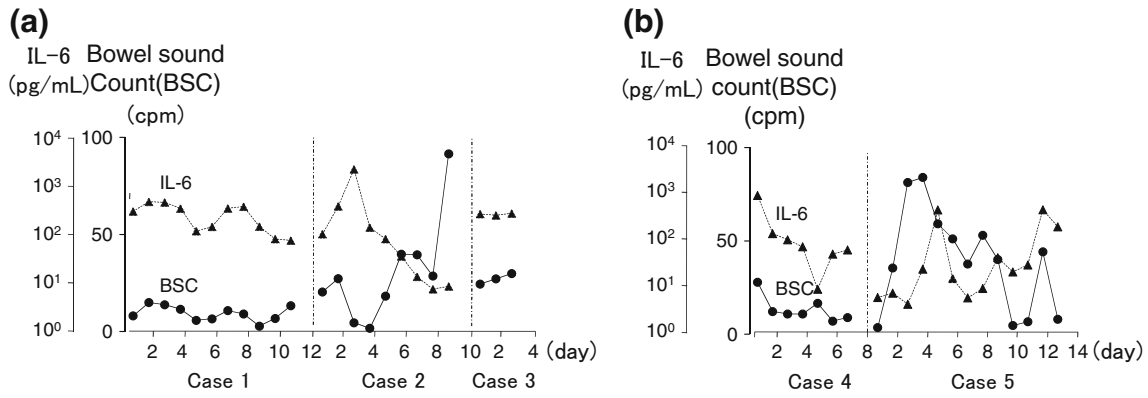 (a)
IL-6 Bowel sound
(pg/mL) Count(BSC)
(cpm)
10⁴ 100
10³
IL-6
10² 50
10¹
BSC
10⁰ 0
2 4 6 8 10 12 2 4 6 8 10 2 4 (day)
Case 1 Case 2 Case 3
(b)
IL-6 Bowel sound
(pg/mL) count(BSC)
(cpm)
10⁴ 100
10³
IL-6
10² 50
10¹
BSC
10⁰ 0
2 4 6 8 2 4 6 8 10 12 14 (day)
Case 4 Case 5